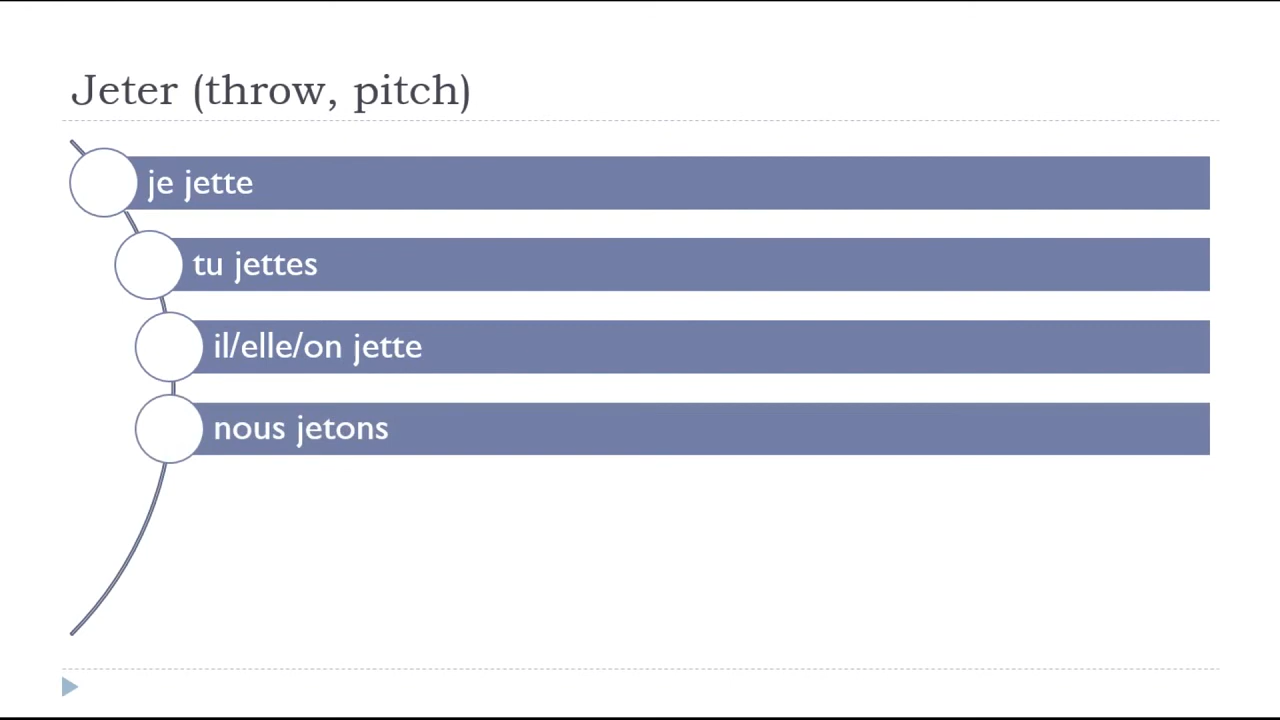 Jeter (throw, pitch)
je jette
tu jettes
il/elle/on jette
nous jetons